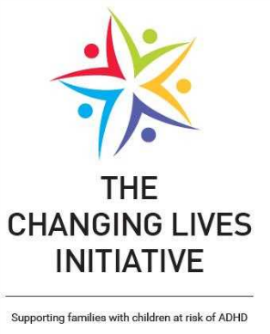 THE
CHANGING LIVES
INITIATIVE
Supporting families with children at risk of ADHD